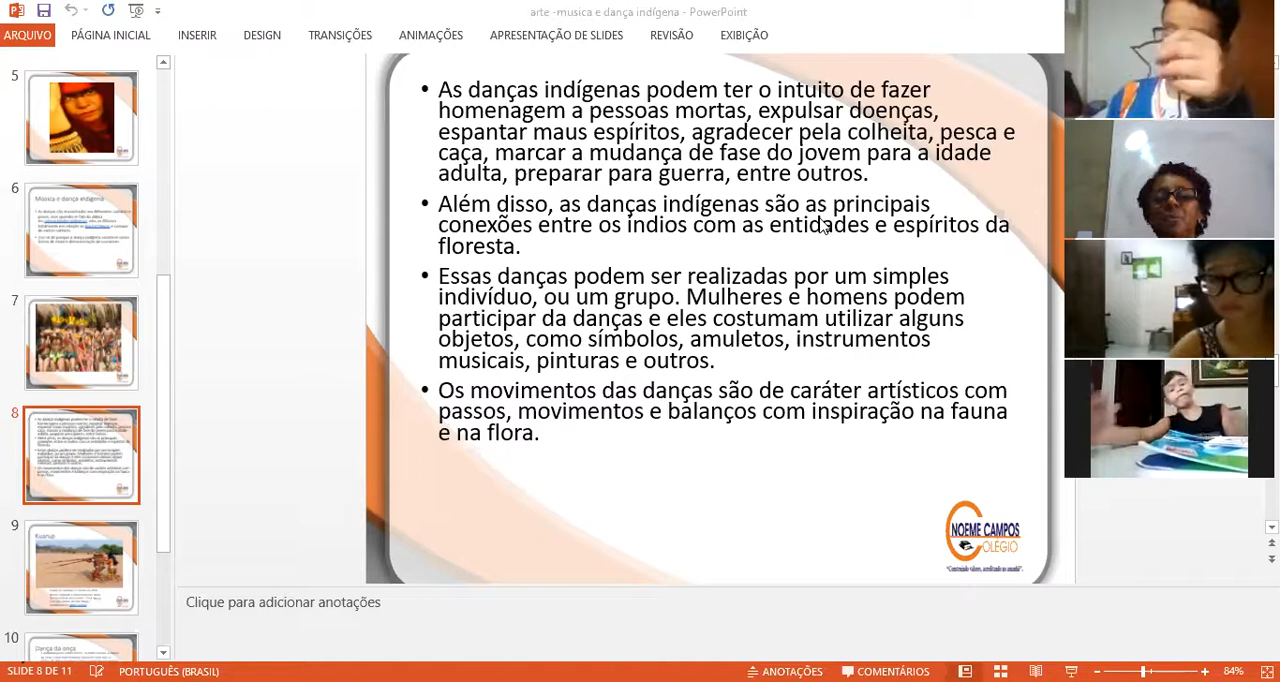 arte -musica e dança indígena - PowerPoint
ARQUIVO PÁGINA INICIAL INSERIR DESIGN TRANSIÇÕES ANIMAÇÕES APRESENTAÇÃO DE SLIDES REVISÃO EXIBIÇÃO
5
6
Música e dança indígena
7
8
9
Kuarup
10
Dança da onça
• As danças indígenas podem ter o intuito de fazer
homenagem a pessoas mortas, expulsar doenças,
espantar maus espíritos, agradecer pela colheita, pesca e
caça, marcar a mudança de fase do jovem para a idade
adulta, preparar para guerra, entre outros.
• Além disso, as danças indígenas são as principais
conexões entre os índios com as entidades e espíritos da
floresta.
• Essas danças podem ser realizadas por um simples
indivíduo, ou um grupo. Mulheres e homens podem
participar da danças e eles costumam utilizar alguns
objetos, como símbolos, amuletos, instrumentos
musicais, pinturas e outros.
• Os movimentos das danças são de caráter artísticos com
passos, movimentos e balanços com inspiração na fauna
e na flora.
NOEME CAMPOS
COLÉGIO
Clique para adicionar anotações
SLIDE 8 DE 11 PORTUGUÊS (BRASIL) ANOTAÇÕES COMENTÁRIOS 84%